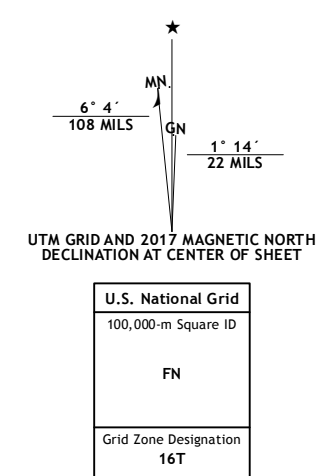 ★
MN
6° 4´
108 MILS
GN
1° 14´
22 MILS
UTM GRID AND 2017 MAGNETIC NORTH
DECLINATION AT CENTER OF SHEET
U.S. National Grid
100,000-m Square ID
FN
Grid Zone Designation
16T